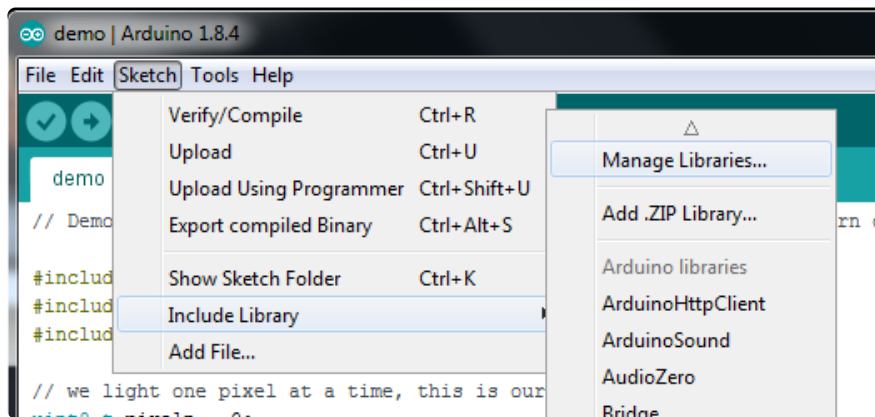 demo | Arduino 1.8.4
File Edit Sketch Tools Help
Verify/Compile Ctrl+R
Upload Ctrl+U
Upload Using Programmer Ctrl+Shift+U
Export compiled Binary Ctrl+Alt+S
Show Sketch Folder Ctrl+K
Include Library
Add File...
Manage Libraries...
Add .ZIP Library...
Arduino libraries
ArduinoHttpClient
ArduinoSound
AudioZero
Bridge
demo
// Demo
rn
#includ
#includ
#includ
// we light one pixel at a time, this is our